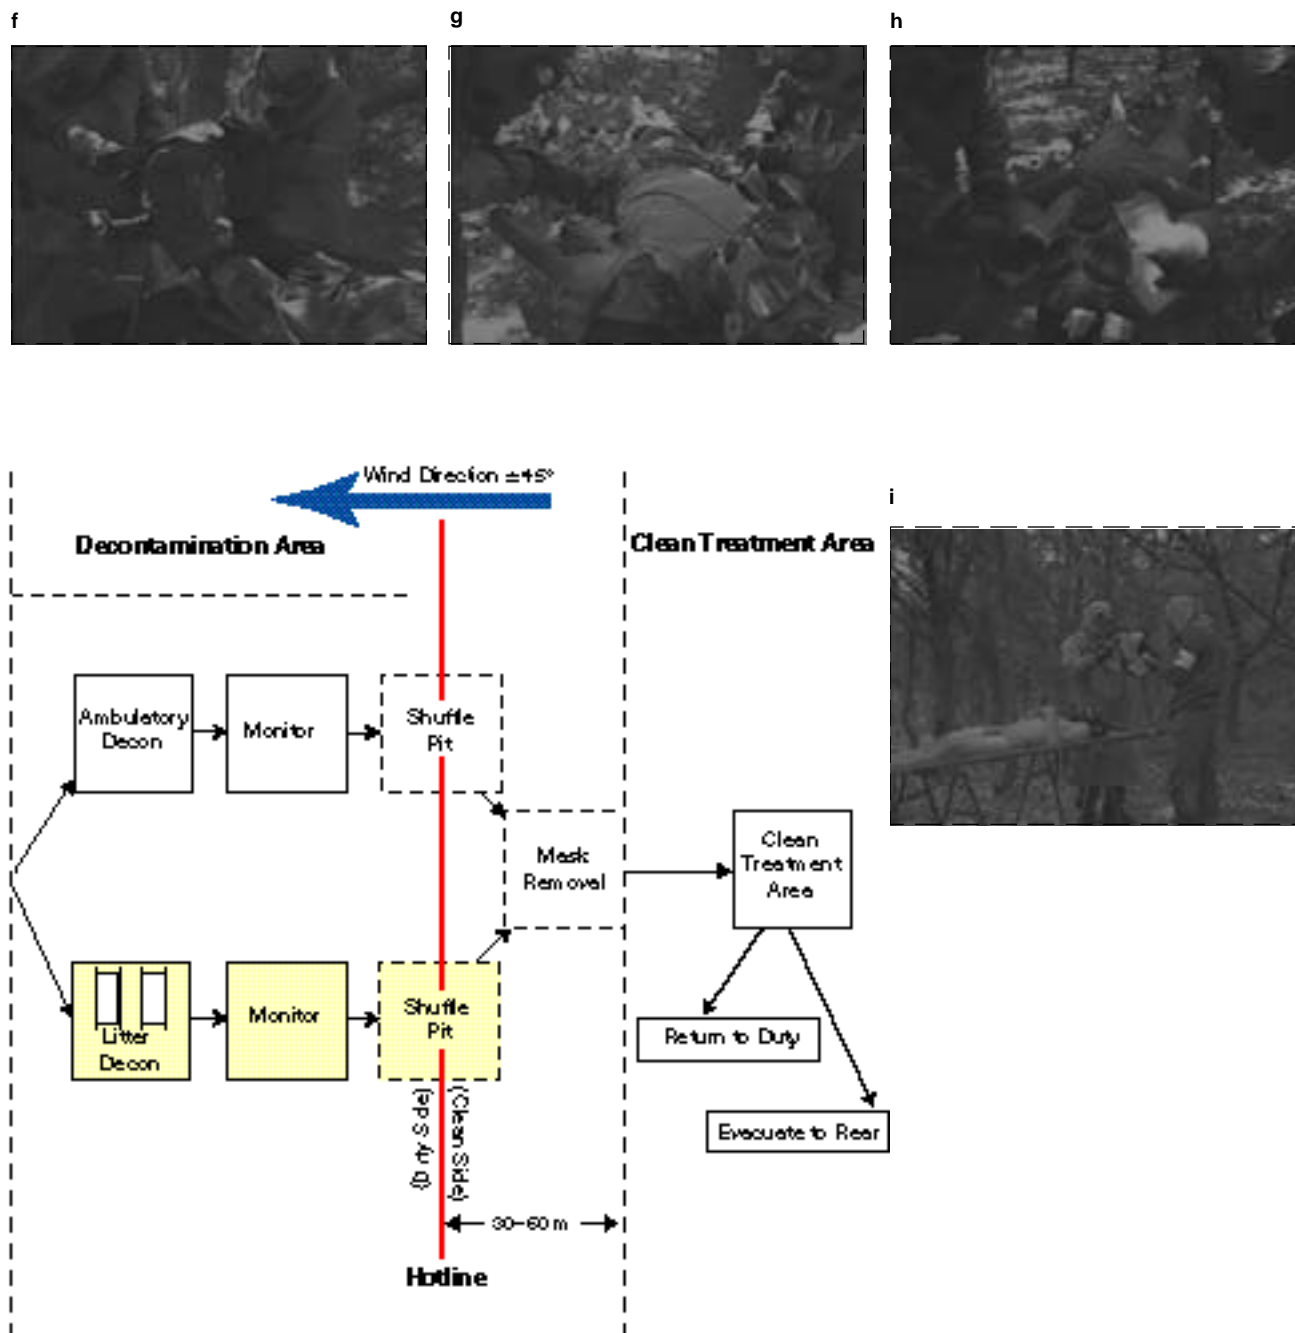 f
g
h
Wind Direction ±45°
Decontamination Area
Clean Treatment Area
i
Ambulatory
Decon
Monitor
Shuffle
Pit
Mask
Removal
Clean
Treatment
Area
Litter
Decon
Monitor
Shuffle
Pit
Return to Duty
Evacuate to Rear
(Dirty Side)
(Clean Side)
30–60 m
Hotline